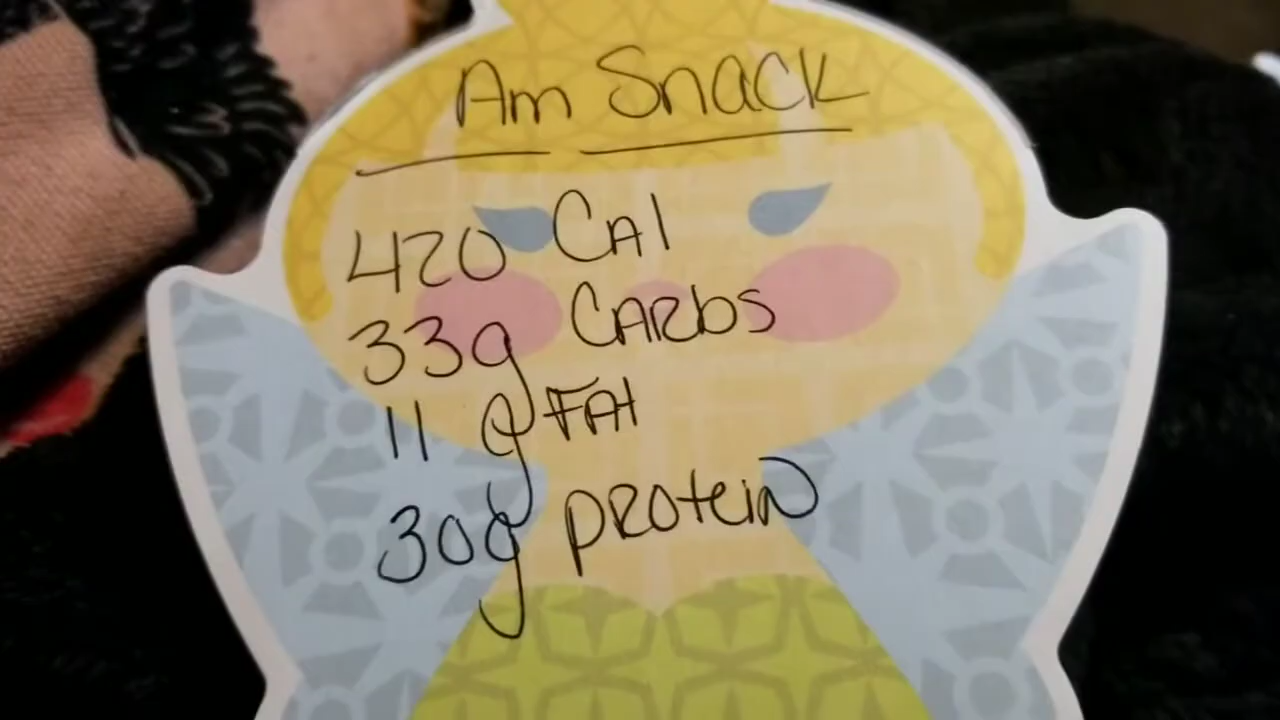 Am Snack
420 Cal
33g Carbs
11 g Fat
30g protein